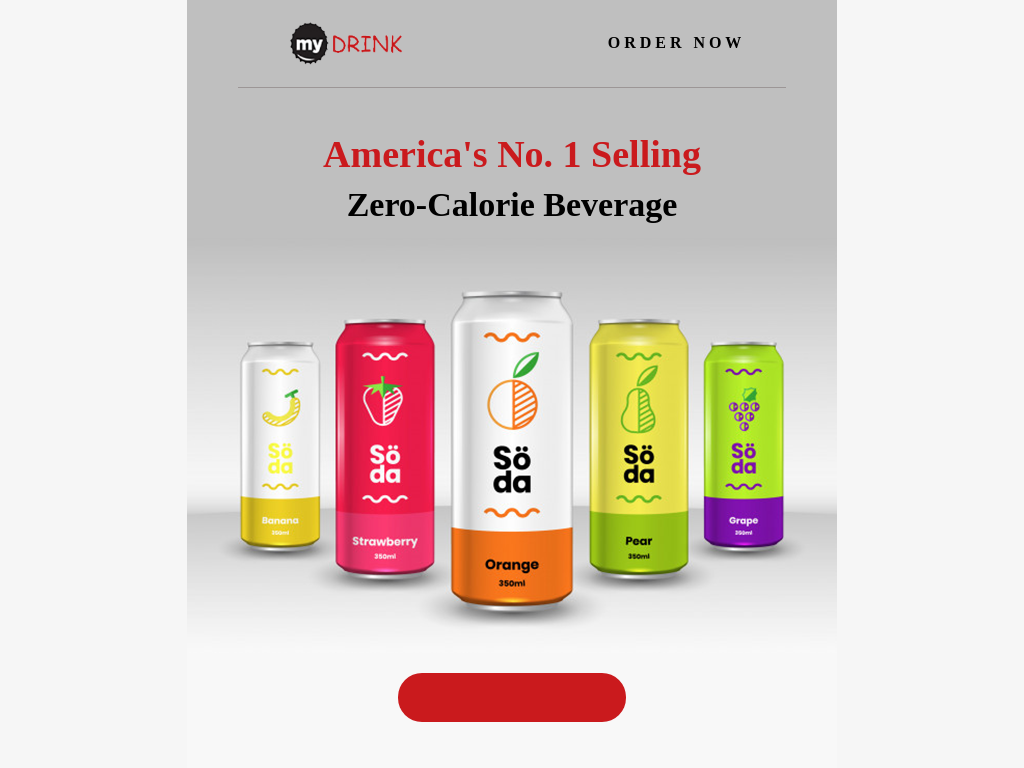 my DRINK
ORDER NOW
America's No. 1 Selling
Zero-Calorie Beverage
Sö
da
Banana
350ml
Sö
da
Strawberry
350ml
Sö
da
Orange
350ml
Sö
da
Pear
350ml
Sö
da
Grape
350ml